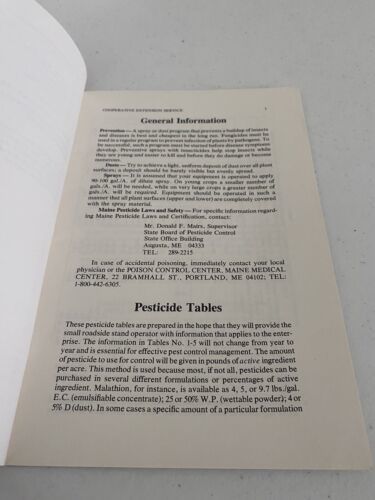 COOPERATIVE EXTENSION SERVICE 1
General Information
Prevention — A spray or dust program that prevents a buildup of insects
and diseases is best and cheapest in the long run. Fungicides must be
used in a regular program to prevent infection of plants by pathogens. To
be successful, such a program must be started before disease symptoms
develop. Preventive sprays with insecticides help stop insects while
they are young and easier to kill and before they do damage or become
numerous.
Dusts — Try to achieve a light, uniform deposit of dust over all plant
surfaces; a deposit should be barely visible but evenly spread.
Sprays — It is assumed that your equipment is operated to apply
80-100 gal./A. of dilute spray. On young crops a smaller number of
gals./A. will be needed, while on very large crops a greater number of
gals./A. will be required. Equipment should be operated in such a
manner that all plant surfaces (upper and lower) are completely covered
with the spray material.
Maine Pesticide Laws and Safety — For specific information regard-
ing Maine Pesticide Laws and Certification, contact:
Mr. Donald F. Mairs, Supervisor
State Board of Pesticide Control
State Office Building
Augusta, ME 04333
TEL: 289-2215
In case of accidental poisoning, immediately contact your local
physician or the POISON CONTROL CENTER, MAINE MEDICAL
CENTER, 22 BRAMHALL ST., PORTLAND, ME 04102; TEL:
1-800-442-6305.
Pesticide Tables
These pesticide tables are prepared in the hope that they will provide the
small roadside stand operator with information that applies to the enter-
prise. The information in Tables No. 1-5 will not change from year to
year and is essential for effective pest control management. The amount
of pesticide to use for control will be given in pounds of active ingredient
per acre. This method is used because most, if not all, pesticides can be
purchased in several different formulations or percentages of active
ingredient. Malathion, for instance, is available as 4, 5, or 9.7 lbs./gal.
E.C. (emulsifiable concentrate); 25 or 50% W.P. (wettable powder); 4 or
5% D (dust). In some cases a specific amount of a particular formulation